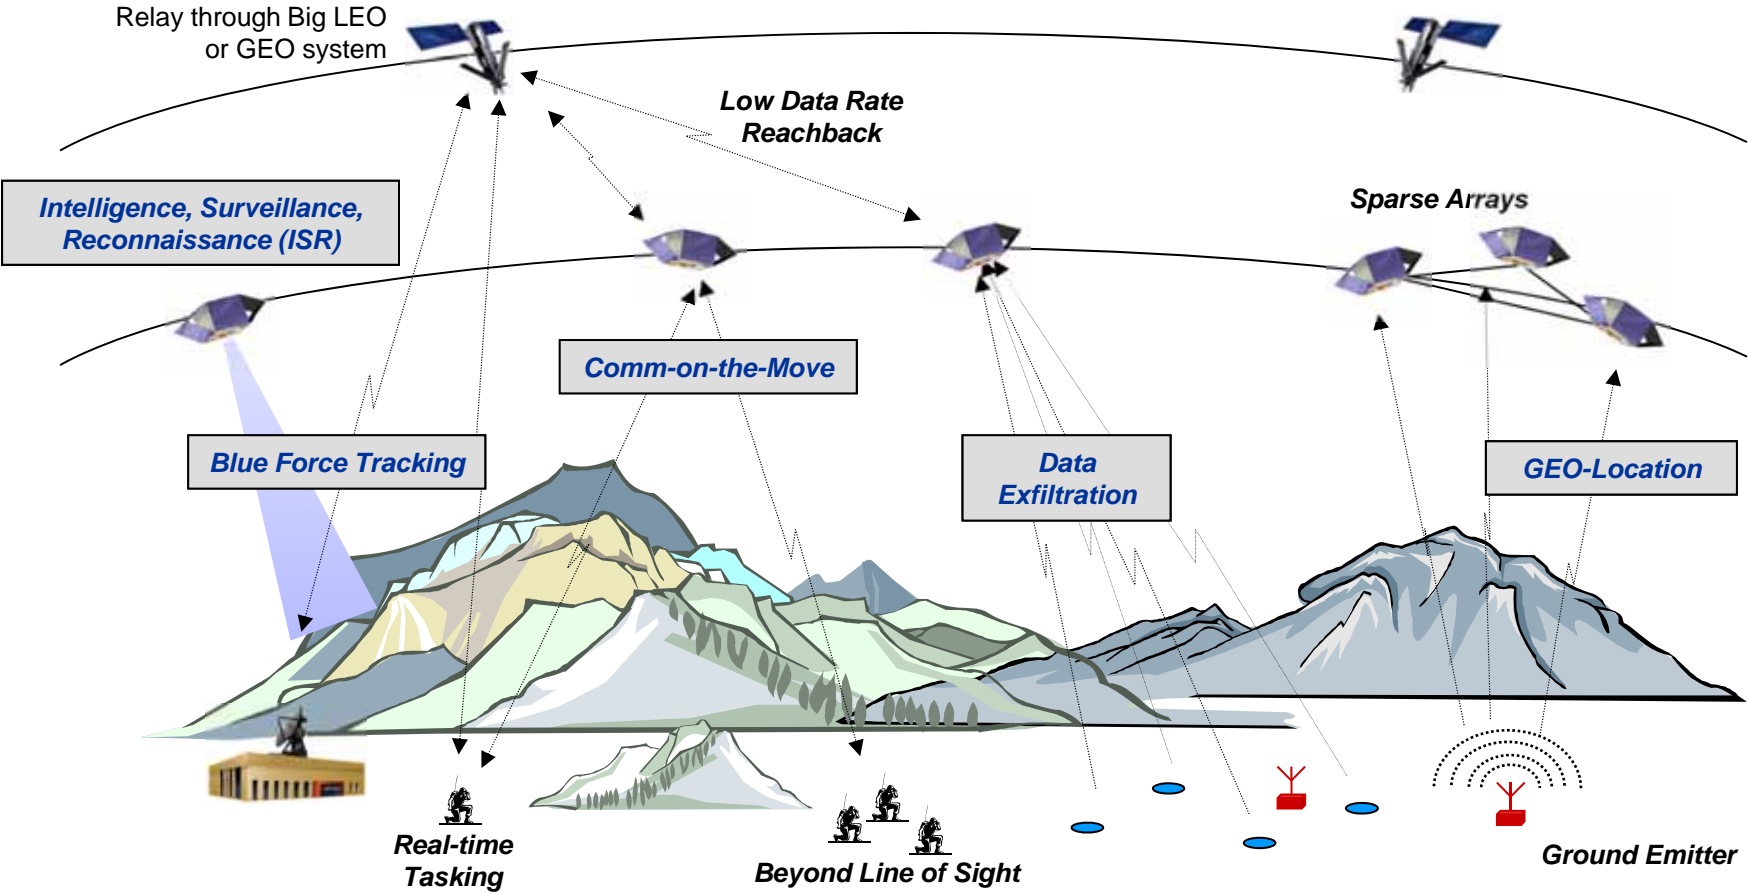 Relay through Big LEO
or GEO system
Low Data Rate
Reachback
Intelligence, Surveillance,
Reconnaissance (ISR)
Sparse Arrays
Comm-on-the-Move
Blue Force Tracking
Data
Exfiltration
GEO-Location
Real-time
Tasking
Beyond Line of Sight
Ground Emitter